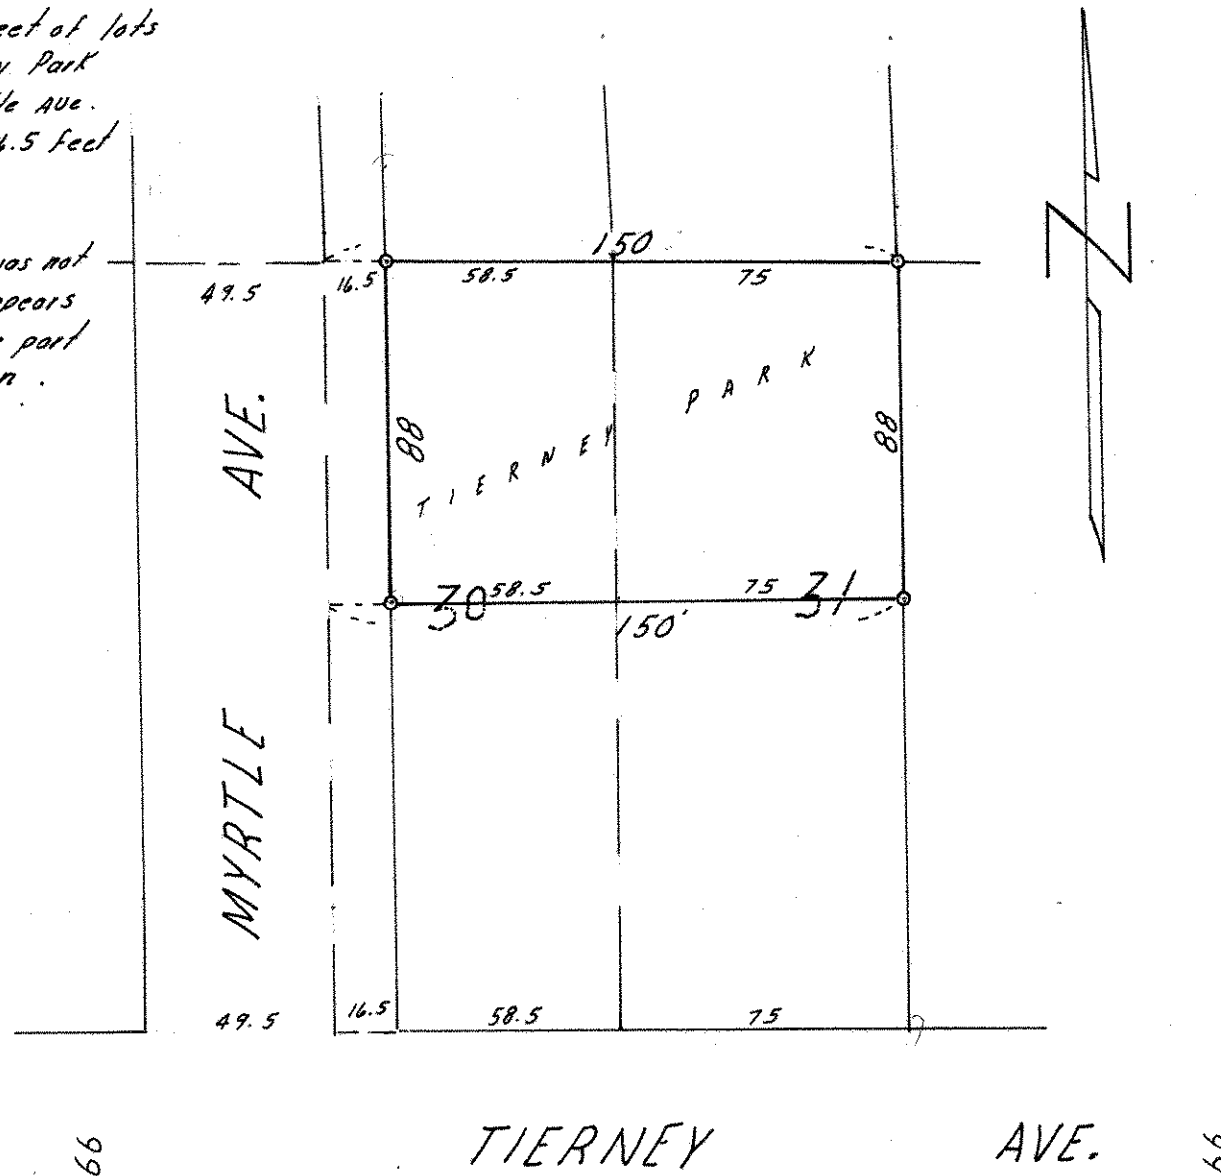 eet of lots
Park
le AVE.
.5 feet
was not
pears
part
n.
150
49.5 16.5 58.5 75
TIERNEY PARK
88
88
MYRTLE AVE.
30 58.5 75 31
150'
49.5 16.5 58.5 75
66
TIERNEY AVE.
66